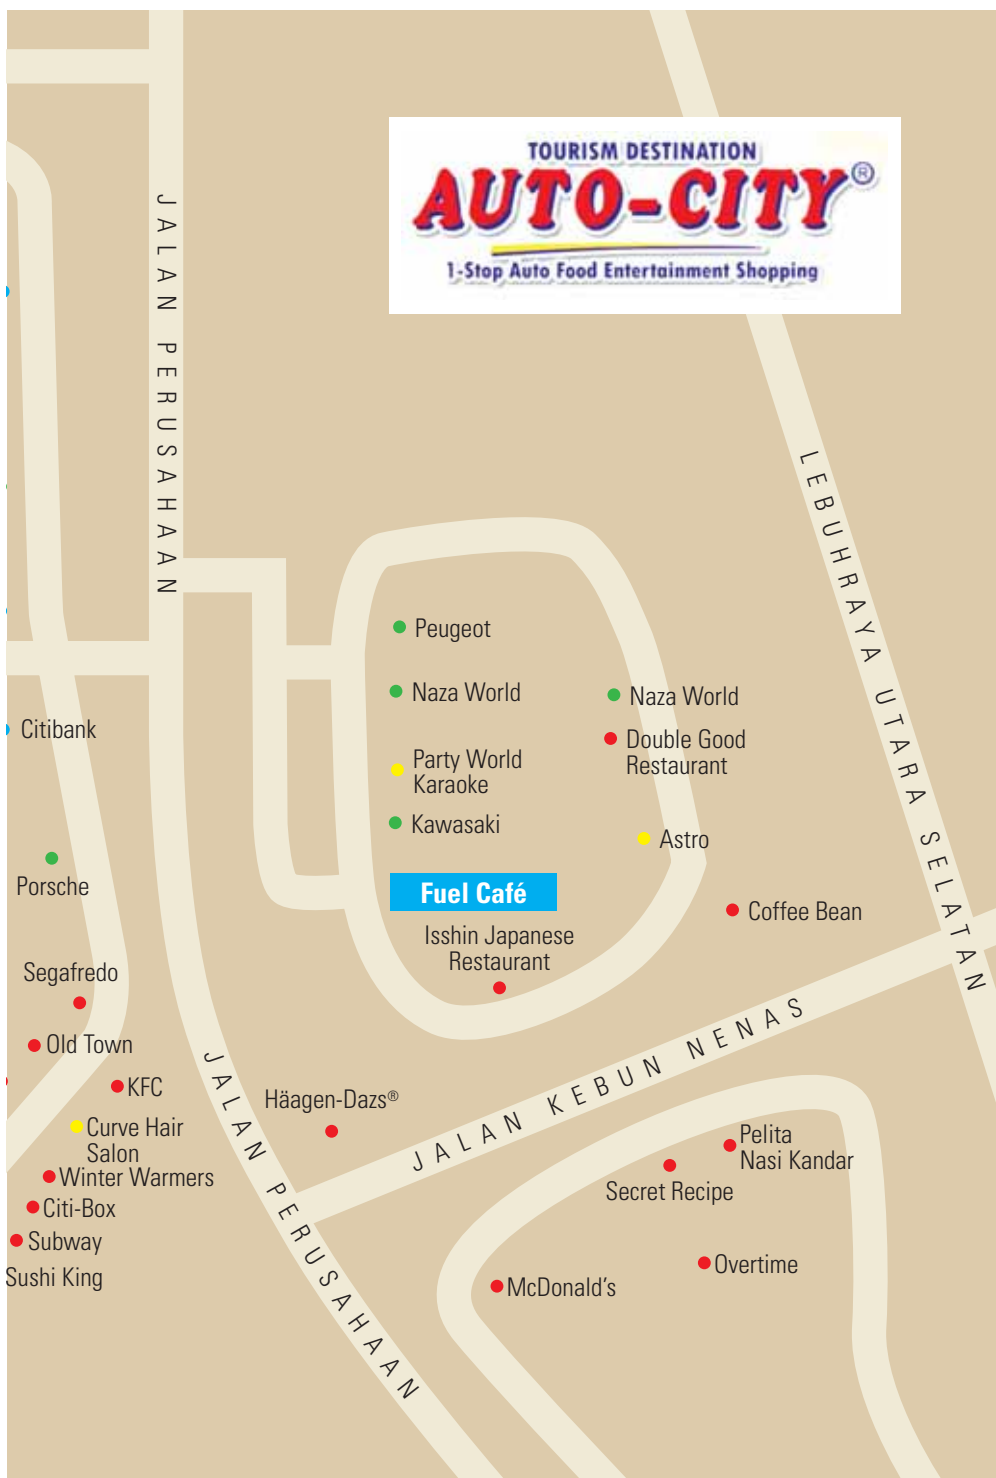 TOURISM DESTINATION
AUTO-CITY®
1-Stop Auto Food Entertainment Shopping
JALAN PERUSAHAAN
LEBUHRAYA UTARA SELATAN
Peugeot
Naza World
Naza World
Double Good
Restaurant
Party World
Karaoke
Kawasaki
Astro
Citibank
Porsche
Fuel Café
Isshin Japanese
Restaurant
Coffee Bean
Segafredo
Old Town
KFC
Curve Hair
Salon
Winter Warmers
Citi-Box
Subway
Sushi King
JALAN PERUSAHAAN
Häagen-Dazs®
JALAN KEBUN NENAS
Pelita
Nasi Kandar
Secret Recipe
Overtime
McDonald's